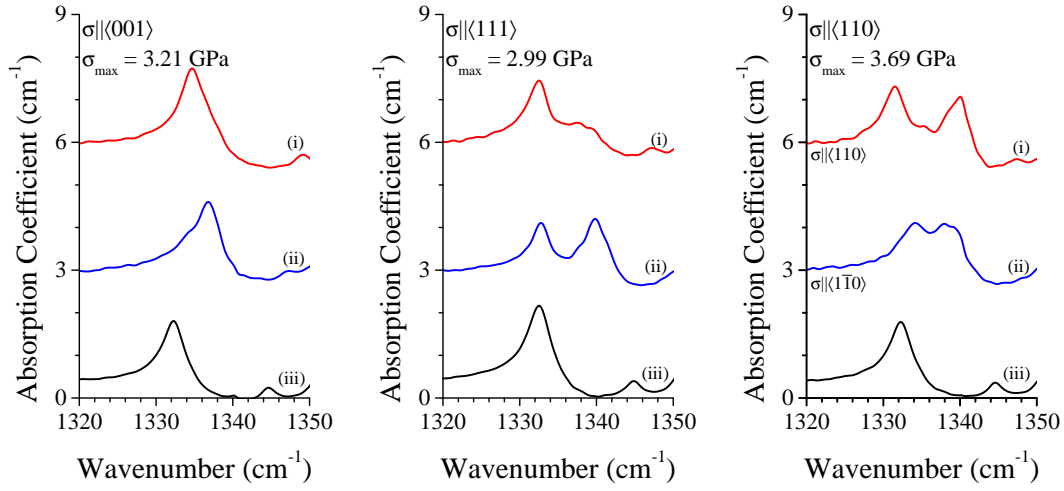 σ||⟨001⟩
σmax = 3.21 GPa
9
6
3
0
Absorption Coefficient (cm⁻¹)
(i)
(ii)
(iii)
1320 1330 1340 1350
Wavenumber (cm⁻¹)
σ||⟨111⟩
σmax = 2.99 GPa
9
6
3
0
Absorption Coefficient (cm⁻¹)
(i)
(ii)
(iii)
1320 1330 1340 1350
Wavenumber (cm⁻¹)
σ||⟨110⟩
σmax = 3.69 GPa
9
6
3
0
Absorption Coefficient (cm⁻¹)
(i)
σ||⟨110⟩
(ii)
σ||⟨11̅0⟩
(iii)
1320 1330 1340 1350
Wavenumber (cm⁻¹)